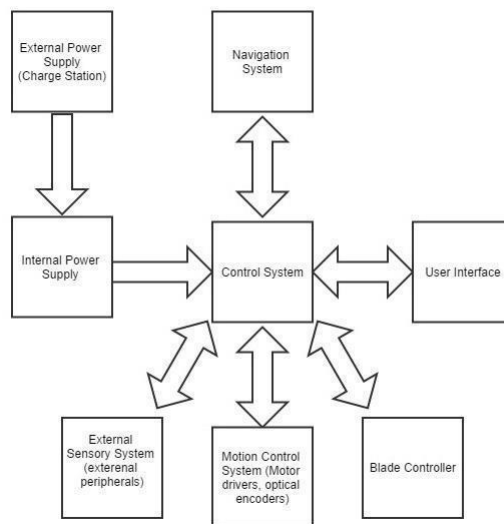 External Power
Supply
(Charge Station)
Navigation
System
Internal Power
Supply
Control System
User Interface
External
Sensory System
(exterenal
peripherals)
Motion Control
System (Motor
drivers, optical
encoders)
Blade Controller